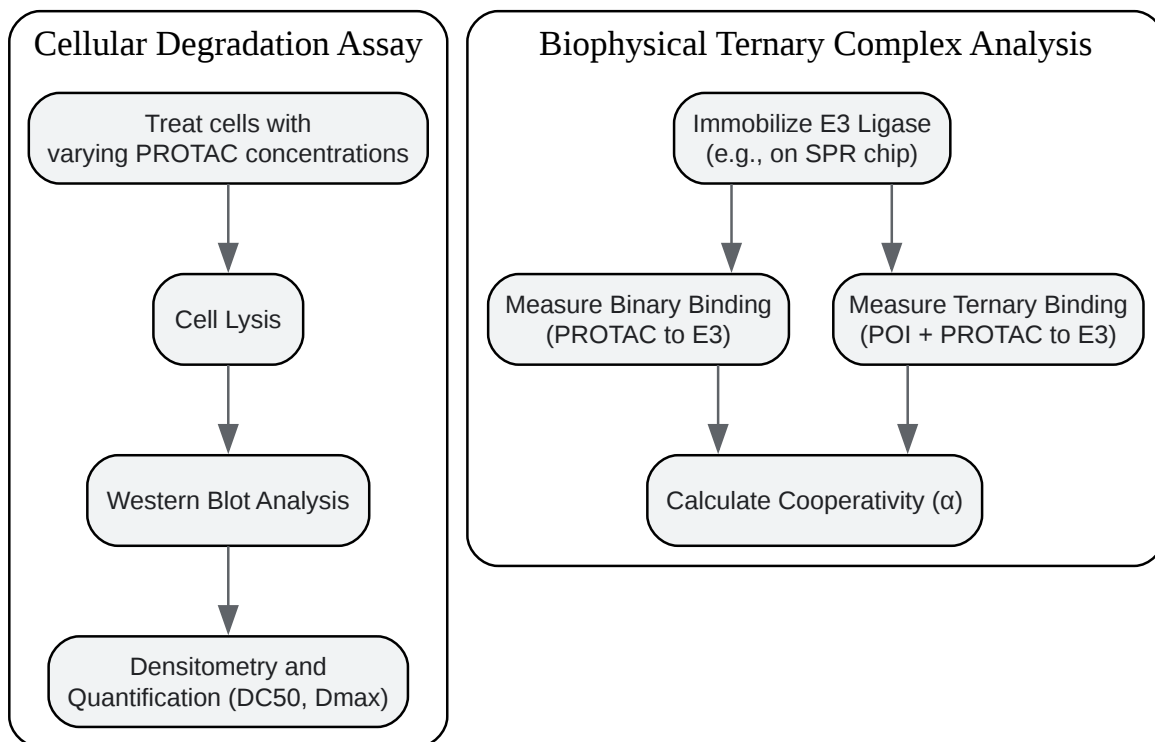 Cellular Degradation Assay
Treat cells with
varying PROTAC concentrations
Cell Lysis
Western Blot Analysis
Densitometry and
Quantification (DC50, Dmax)
Biophysical Ternary Complex Analysis
Immobilize E3 Ligase
(e.g., on SPR chip)
Measure Binary Binding
(PROTAC to E3)
Measure Ternary Binding
(POI + PROTAC to E3)
Calculate Cooperativity (α)